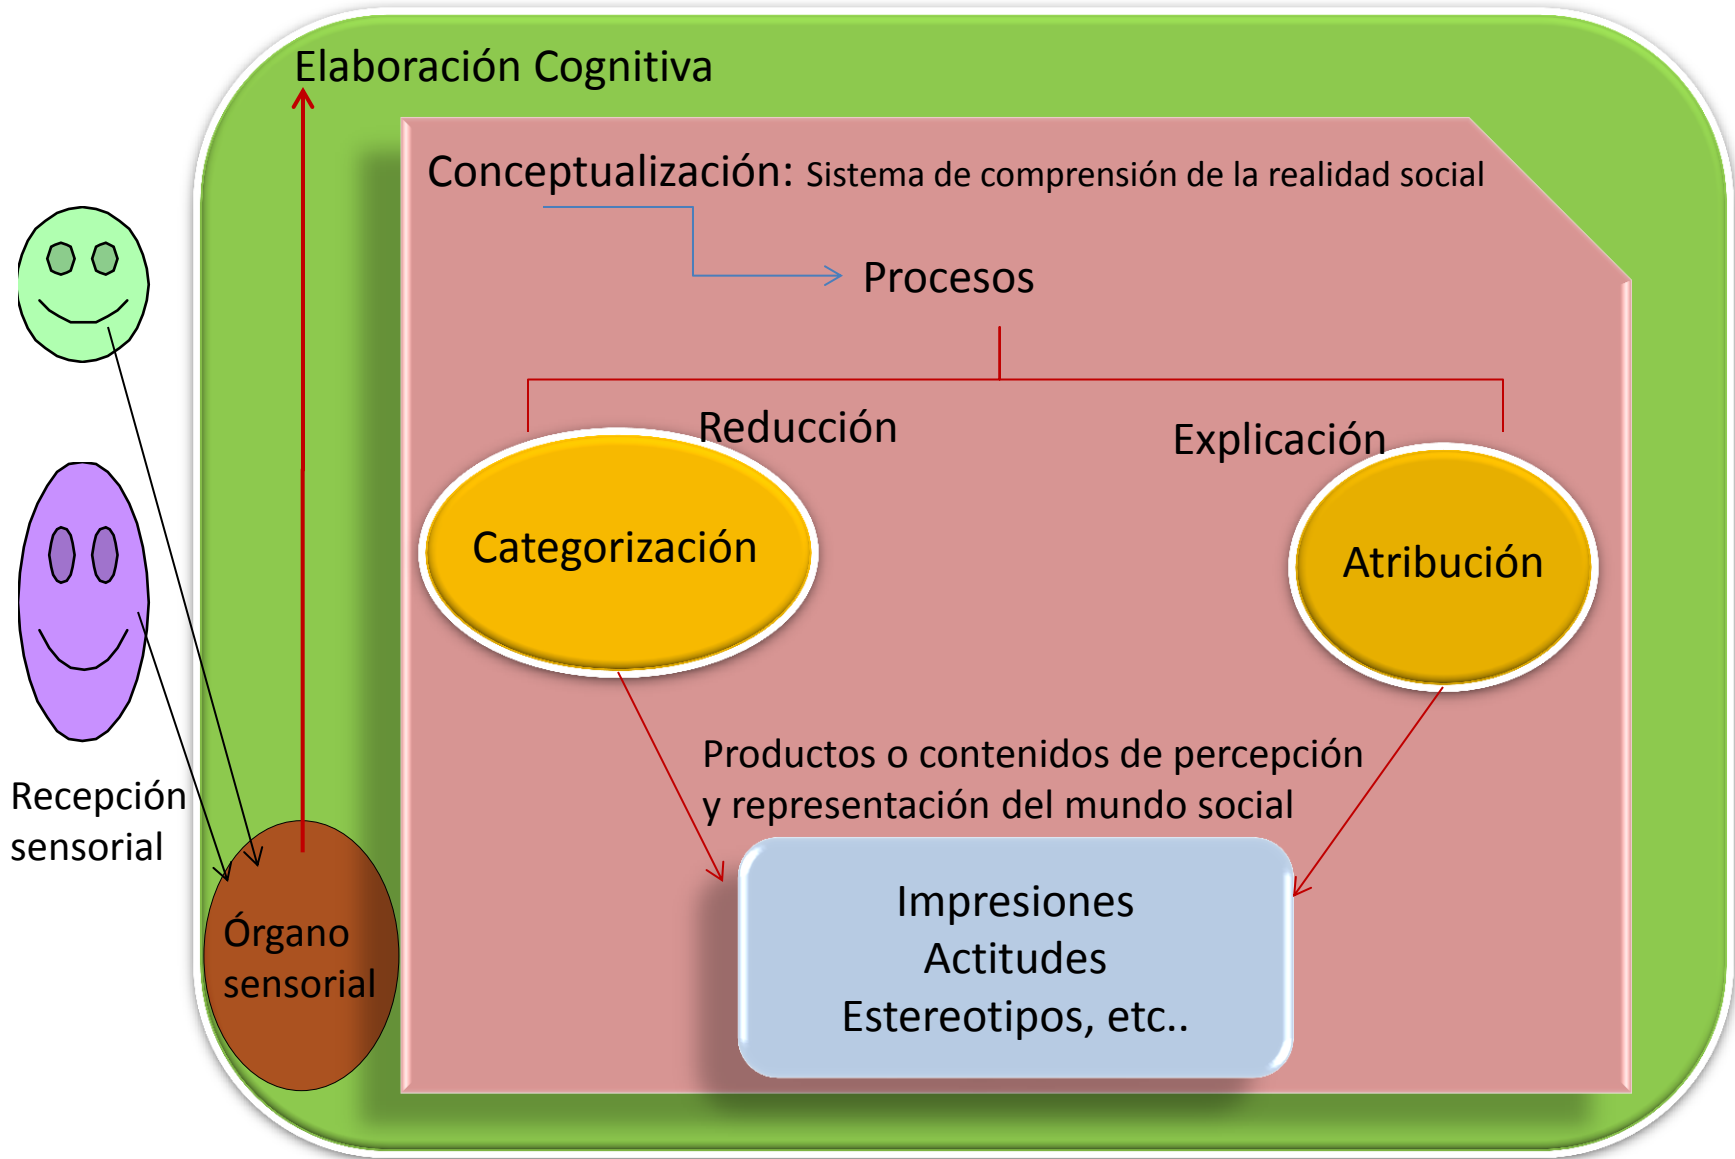 Elaboración Cognitiva
Conceptualización: Sistema de comprensión de la realidad social
Procesos
Reducción
Explicación
Categorización
Atribución
Productos o contenidos de percepción
y representación del mundo social
Recepción
sensorial
Órgano
sensorial
Impresiones
Actitudes
Estereotipos, etc..